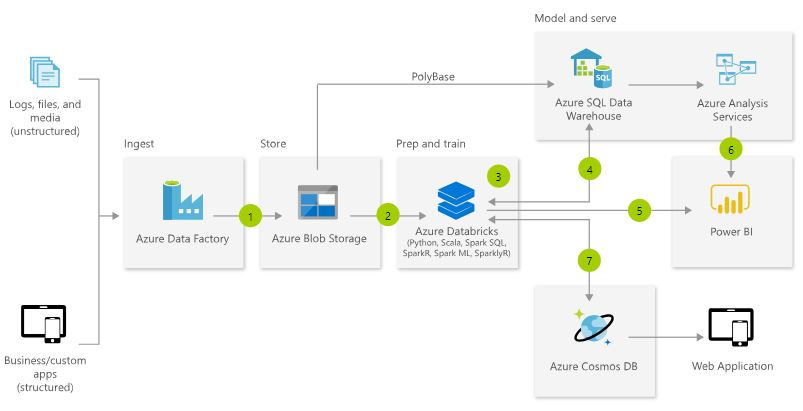 Model and serve
PolyBase
SQL
Azure SQL Data
Warehouse
Azure Analysis
Services
Logs, files, and
media
(unstructured)
Ingest
Store
Prep and train
1
2
3
4
5
6
7
Azure Data Factory
Azure Blob Storage
Azure Databricks
(Python, Scala, Spark SQL,
SparkR, Spark ML, SparklyR)
Power BI
Business/custom
apps
(structured)
Azure Cosmos DB
Web Application